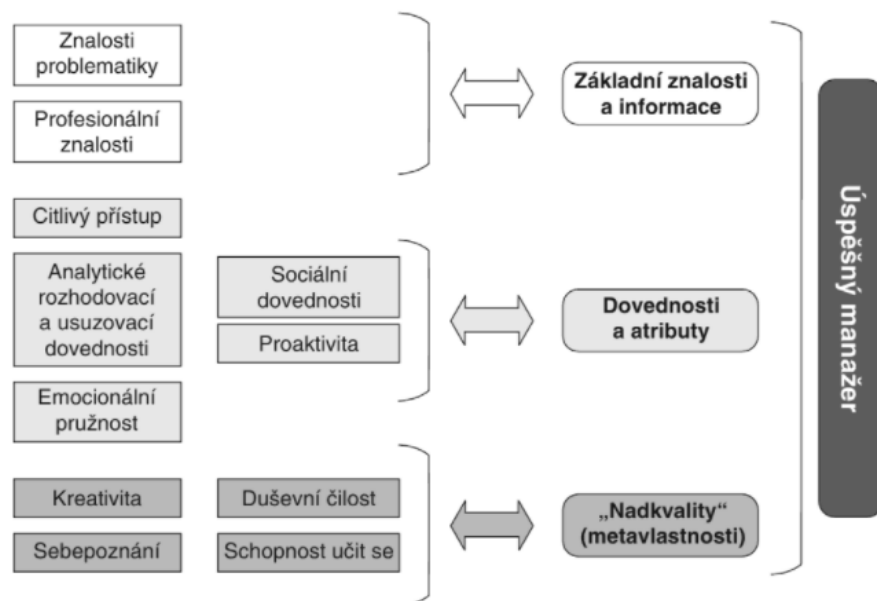 Znalosti
problematiky
Profesionální
znalosti
Základní znalosti
a informace
Citlivý přístup
Analytické
rozhodovací
a usuzovací
dovednosti
Emocionální
pružnost
Sociální
dovednosti
Proaktivita
Dovednosti
a atributy
Kreativita
Duševní čilost
Sebepoznání
Schopnost učit se
„Nadkvality“
(metavlastnosti)
Úspěšný manažer